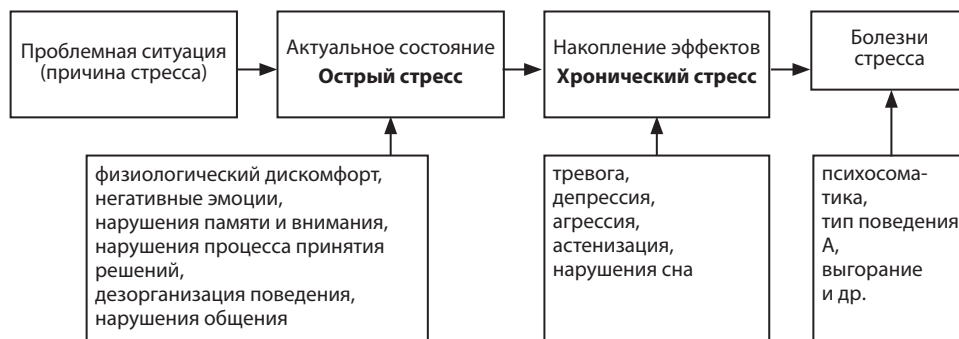 Проблемная ситуация
(причина стресса)
Актуальное состояние
Острый стресс
Накопление эффектов
Хронический стресс
Болезни
стресса
физиологический дискомфорт,
негативные эмоции,
нарушения памяти и внимания,
нарушения процесса принятия
решений,
дезорганизация поведения,
нарушения общения
тревога,
депрессия,
агрессия,
астенизация,
нарушения сна
психосома-
тика,
тип поведения
А,
выгорание
и др.